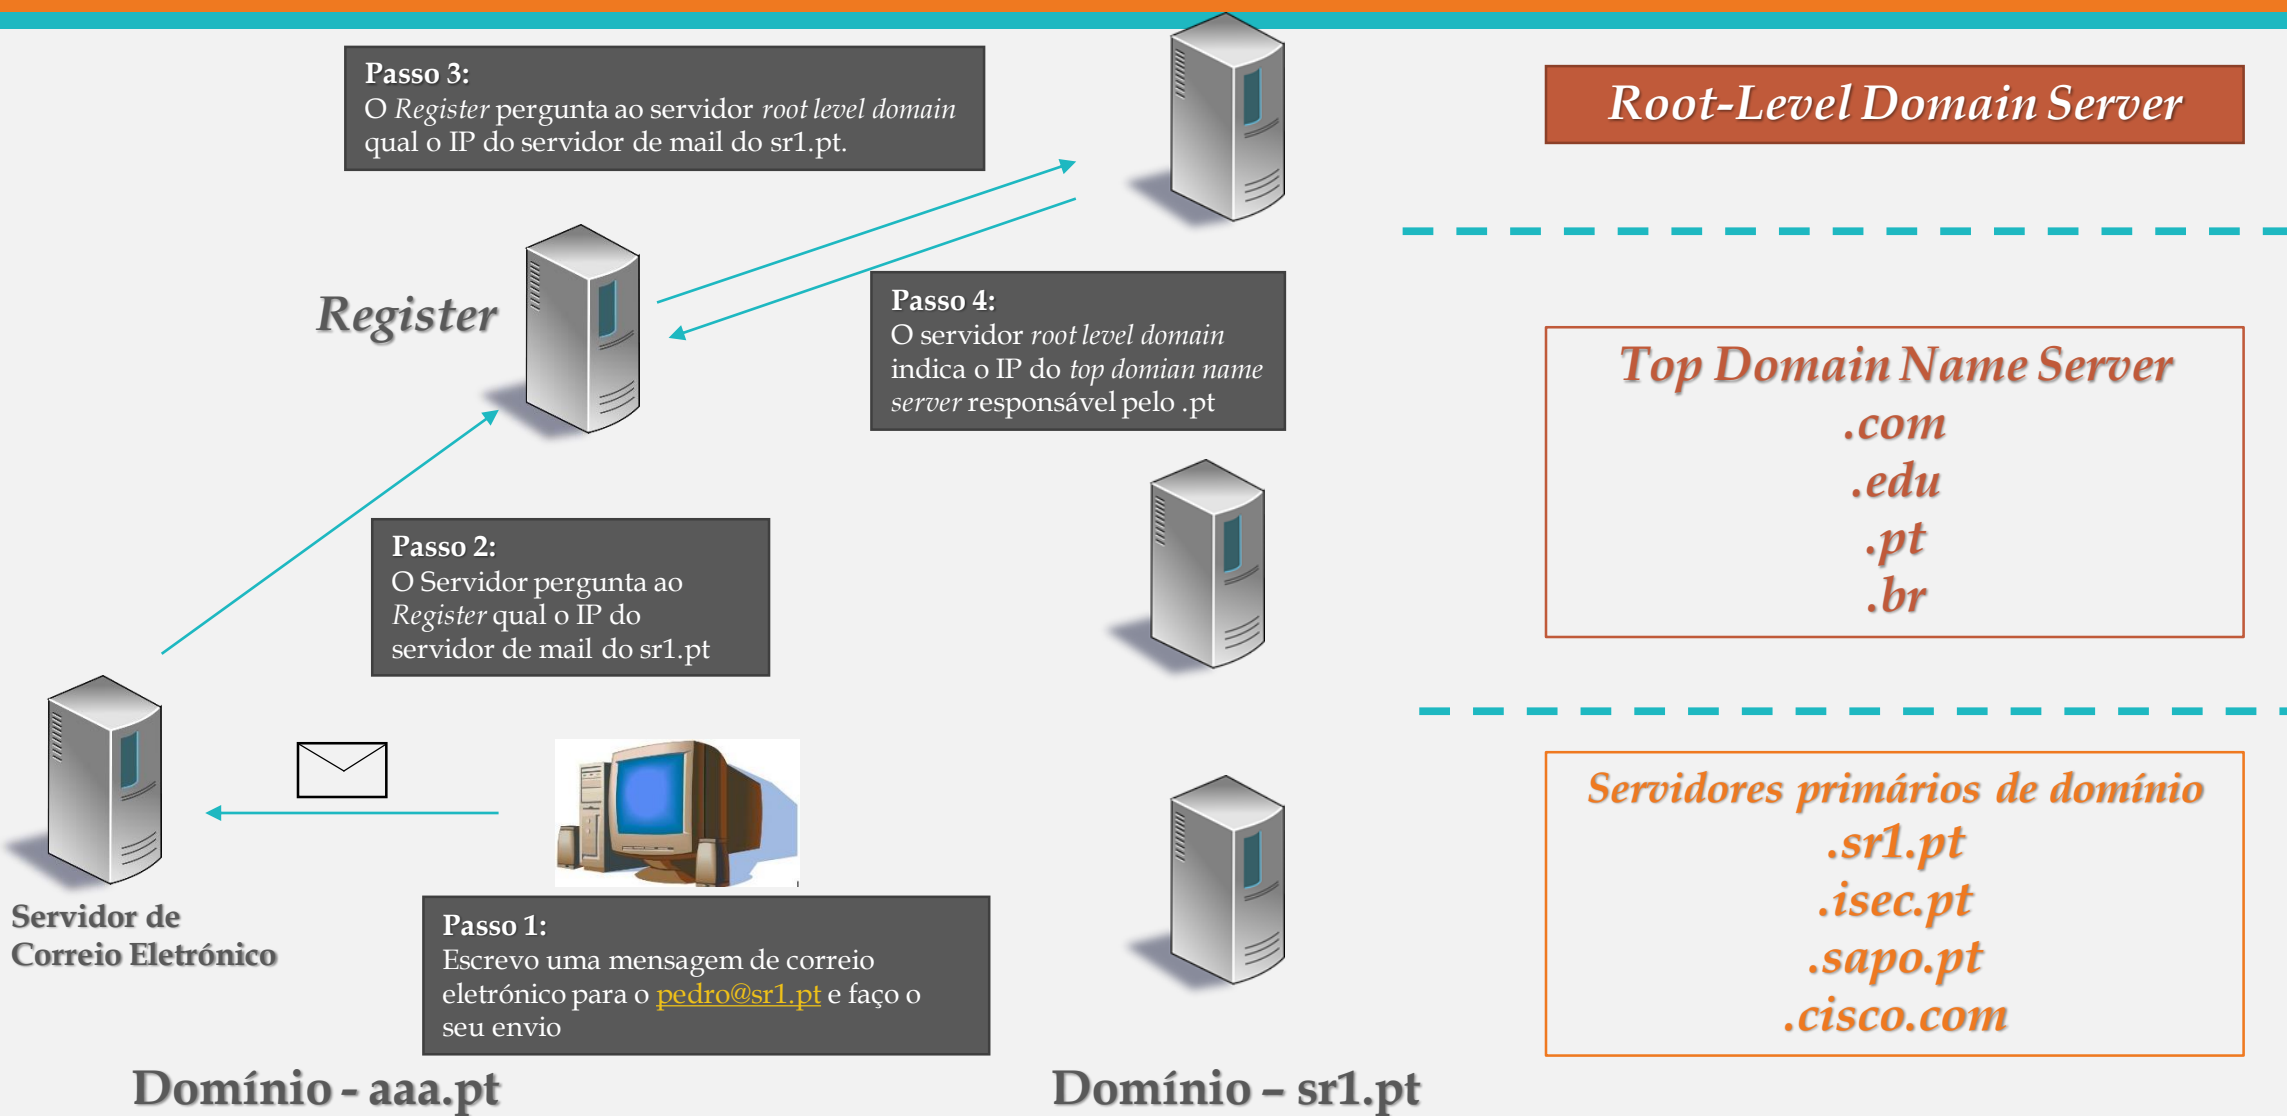 Passo 3:
O Register pergunta ao servidor root level domain
qual o IP do servidor de mail do sr1.pt.
Root-Level Domain Server
Register
Passo 4:
O servidor root level domain
indica o IP do top domian name
server responsável pelo .pt
Top Domain Name Server
.com
.edu
.pt
.br
Passo 2:
O Servidor pergunta ao
Register qual o IP do
servidor de mail do sr1.pt
Servidores primários de domínio
.sr1.pt
.isec.pt
.sapo.pt
.cisco.com
Servidor de
Correio Eletrónico
Passo 1:
Escrevo uma mensagem de correio
eletrónico para o pedro@sr1.pt e faço o
seu envio
Domínio - aaa.pt
Domínio – sr1.pt